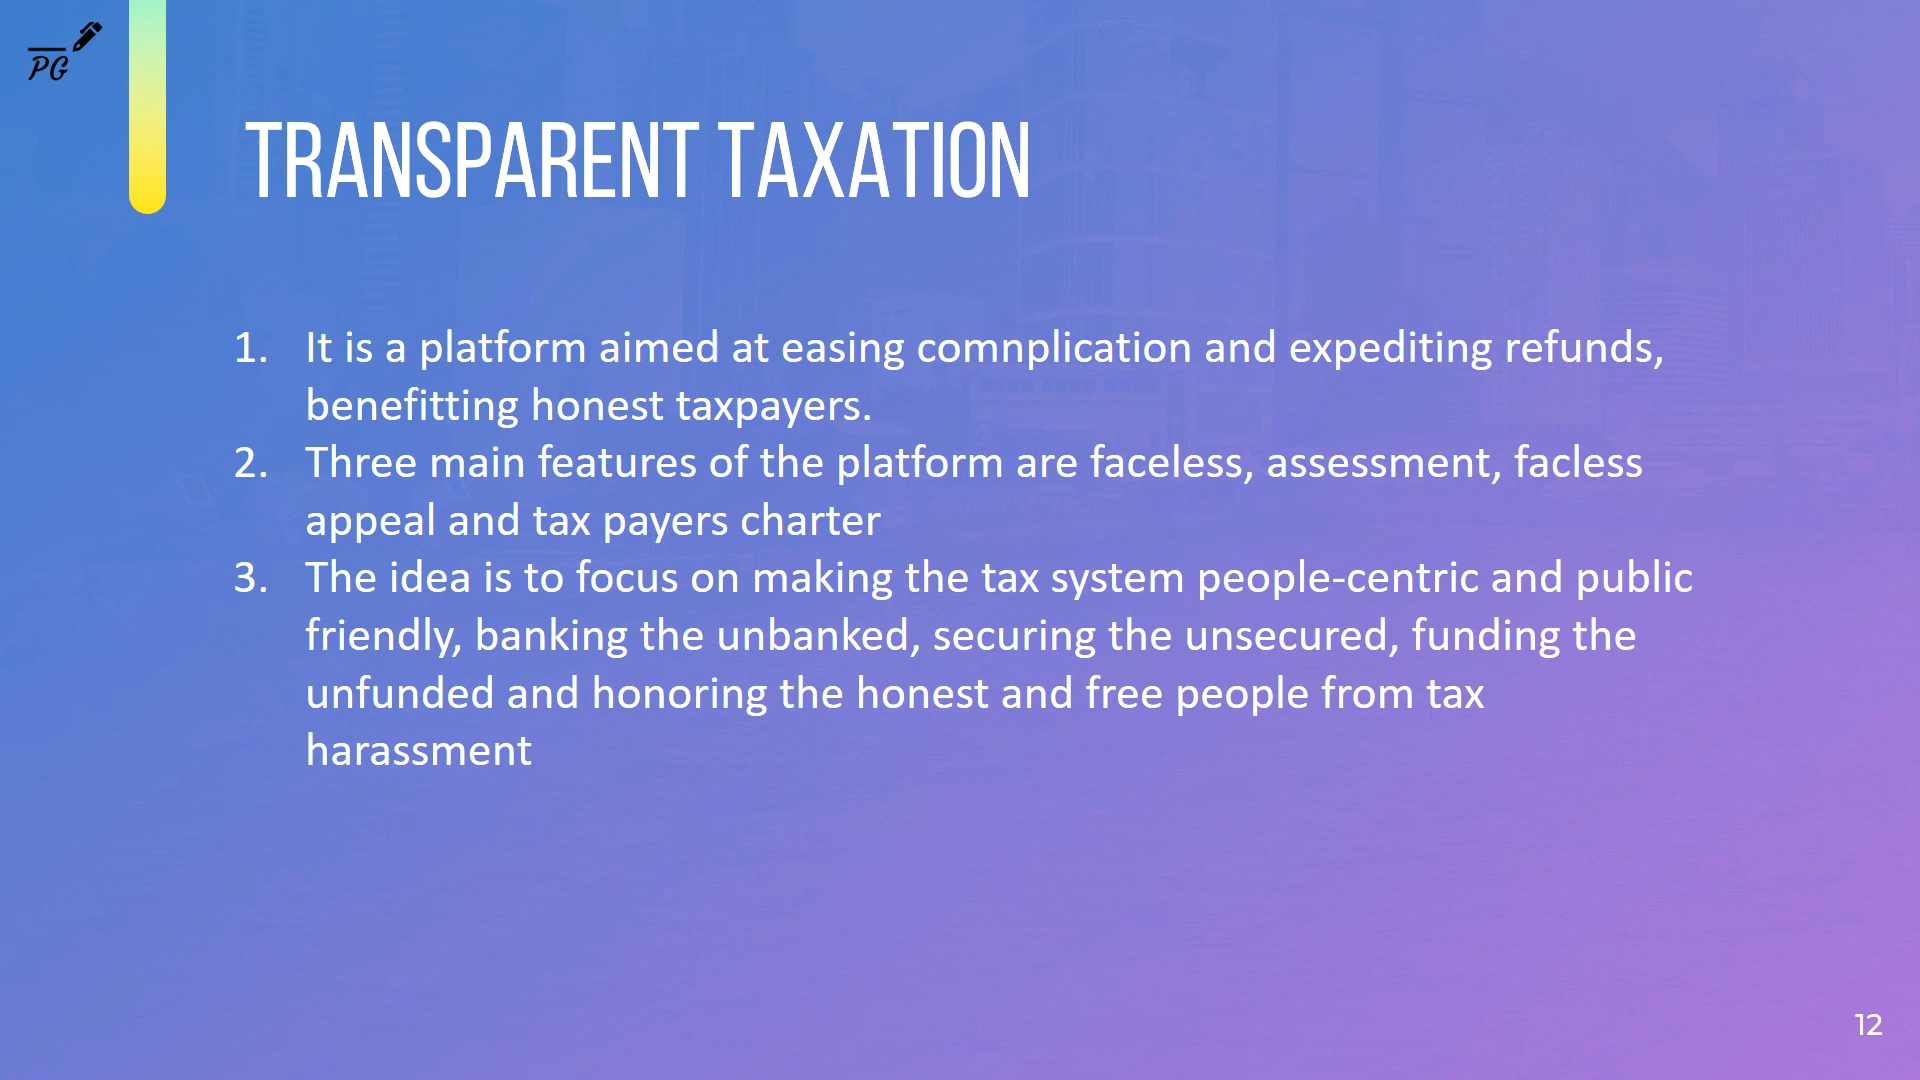 PG
TRANSPARENT TAXATION
1. It is a platform aimed at easing comnplication and expediting refunds,
benefitting honest taxpayers.
2. Three main features of the platform are faceless, assessment, facless
appeal and tax payers charter
3. The idea is to focus on making the tax system people-centric and public
friendly, banking the unbanked, securing the unsecured, funding the
unfunded and honoring the honest and free people from tax
harassment
12